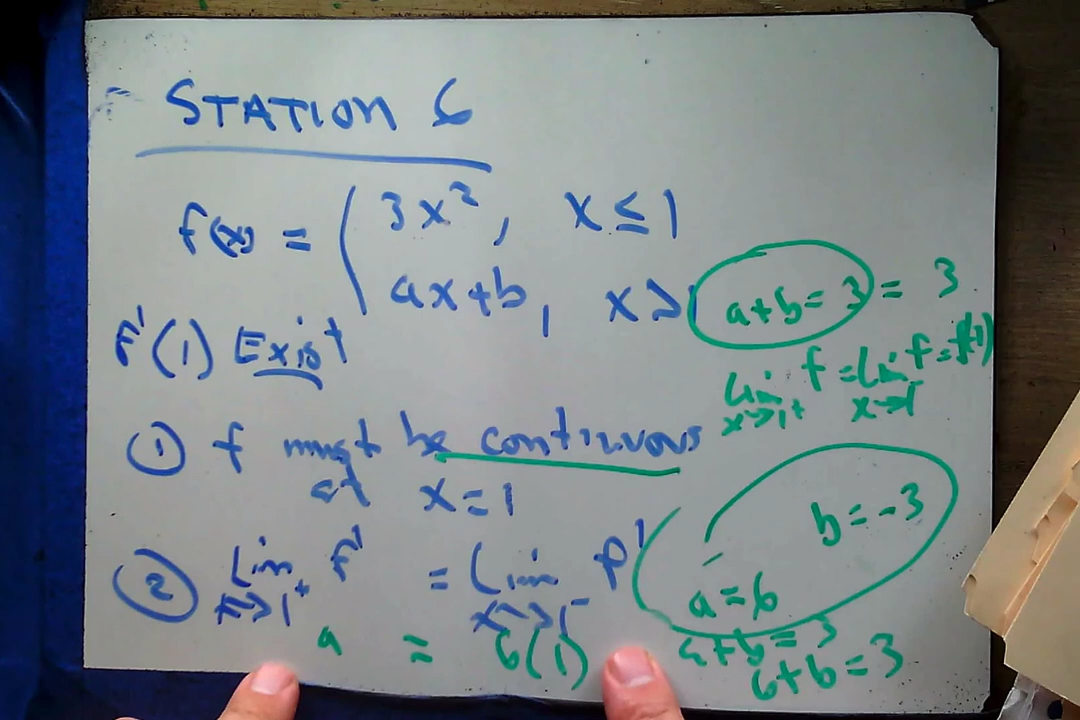 STATION 6
f(x) = { 3x², x ≤ 1
ax+b, x >1
a+b = 3 = 3
f'(1) Exist
Lim x→1⁺ f = Lim x→1⁻ f = f(1)
① f must be continuous
at x=1
② Lim x→1⁺ f' = Lim x→1⁻ f'
a = 6(1)
b = -3
a=6
a+b=3
6+b=3